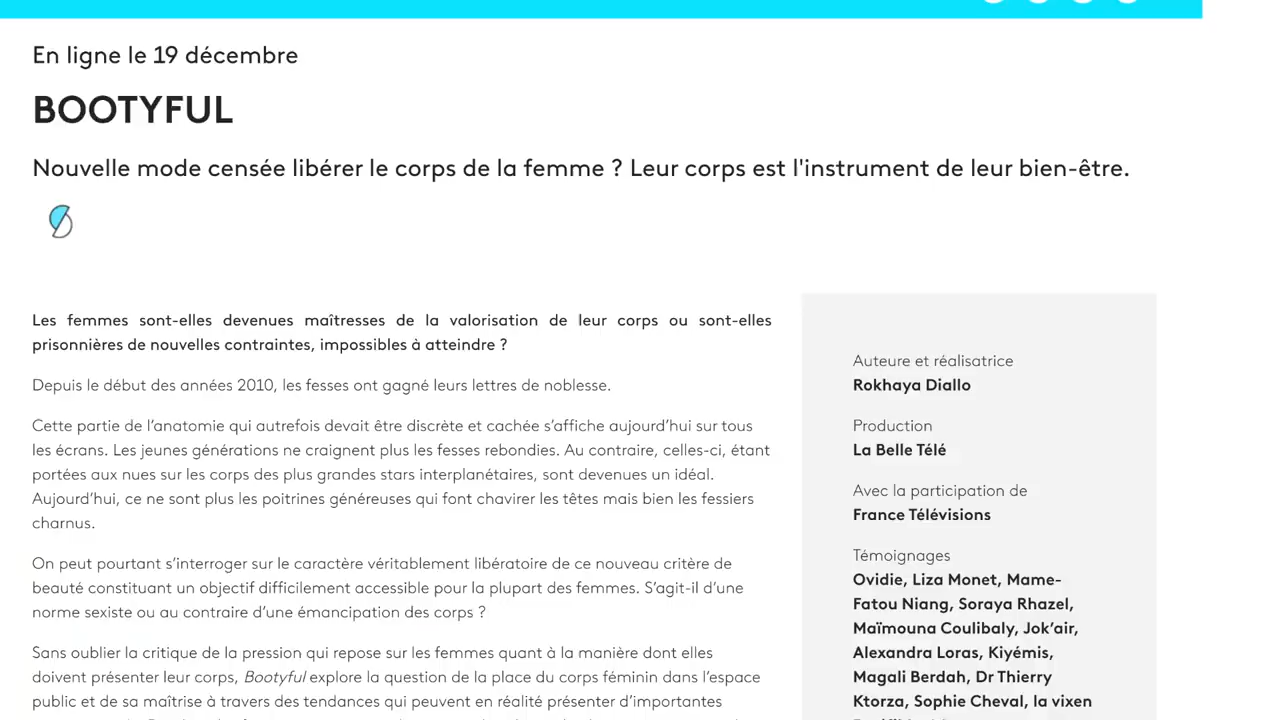 En ligne le 19 décembre
BOOTYFUL
Nouvelle mode censée libérer le corps de la femme ? Leur corps est l'instrument de leur bien-être.
Les femmes sont-elles devenues maîtresses de la valorisation de leur corps ou sont-elles
prisonnières de nouvelles contraintes, impossibles à atteindre ?
Depuis le début des années 2010, les fesses ont gagné leurs lettres de noblesse.
Cette partie de l’anatomie qui autrefois devait être discrète et cachée s’affiche aujourd’hui sur tous
les écrans. Les jeunes générations ne craignent plus les fesses rebondies. Au contraire, celles-ci, étant
portées aux nues sur les corps des plus grandes stars interplanétaires, sont devenues un idéal.
Aujourd’hui, ce ne sont plus les poitrines généreuses qui font chavirer les têtes mais bien les fessiers
charnus.
On peut pourtant s’interroger sur le caractère véritablement libératoire de ce nouveau critère de
beauté constituant un objectif difficilement accessible pour la plupart des femmes. S’agit-il d’une
norme sexiste ou au contraire d’une émancipation des corps ?
Sans oublier la critique de la pression qui repose sur les femmes quant à la manière dont elles
doivent présenter leur corps, Bootyful explore la question de la place du corps féminin dans l’espace
public et de sa maîtrise à travers des tendances qui peuvent en réalité présenter d’importantes
Auteure et réalisatrice
Rokhaya Diallo
Production
La Belle Télé
Avec la participation de
France Télévisions
Témoignages
Ovidie, Liza Monet, Mame-
Fatou Niang, Soraya Rhazel,
Maïmouna Coulibaly, Jok’air,
Alexandra Loras, Kiyémis,
Magali Berdah, Dr Thierry
Ktorza, Sophie Cheval, la vixen